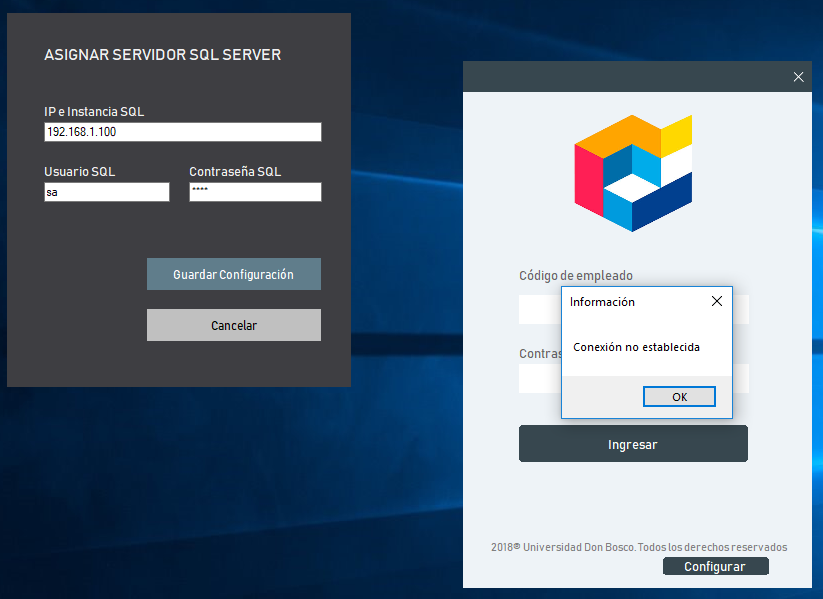 ASIGNAR SERVIDOR SQL SERVER
IP e Instancia SQL
192.168.1.100
Usuario SQL
Contraseña SQL
sa
****
Guardar Configuración
Cancelar
Código de empleado
Información
Conexión no establecida
Contras
OK
Ingresar
2018® Universidad Don Bosco. Todos los derechos reservados
Configurar